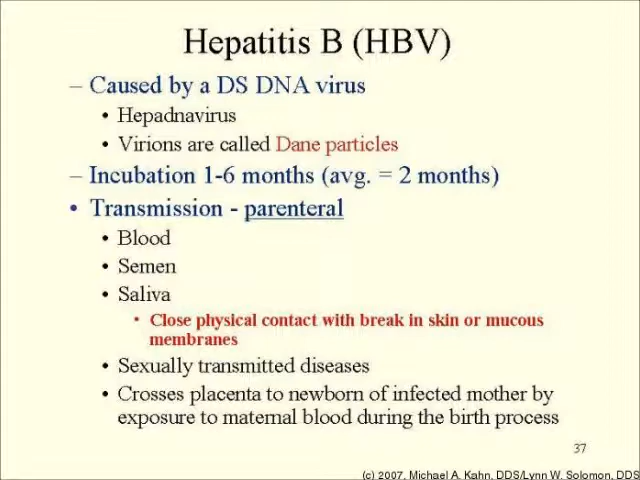 Hepatitis B (HBV)
– Caused by a DS DNA virus
• Hepadnavirus
• Virions are called Dane particles
– Incubation 1-6 months (avg. = 2 months)
• Transmission - parenteral
• Blood
• Semen
• Saliva
• Close physical contact with break in skin or mucous
membranes
• Sexually transmitted diseases
• Crosses placenta to newborn of infected mother by
exposure to maternal blood during the birth process
37
(c) 2007, Michael A. Kahn, DDS/Lynn W. Solomon, DDS